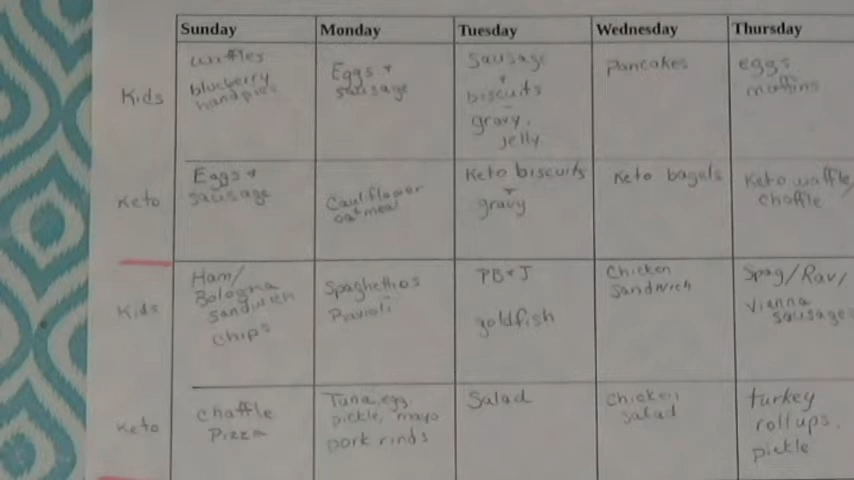 Sunday
Monday
Tuesday
Wednesday
Thursday
Kids
waffles
blueberry
handpies
Eggs +
sausage
Sausage
+
biscuits
gravy,
jelly
Pancakes
eggs
muffins
Keto
Eggs +
sausage
Cauliflower
oatmeal
Keto biscuits
+
gravy
Keto bagels
Keto waffle/
chaffle
Kids
Ham/
Bologna
sandwich
chips
Spaghettios
Ravioli
PB+J
goldfish
Chicken
Sandwich
Spag/Rav/
Vianna
sausage
Keto
chaffle
Pizza
Tuna, egg,
pickle, mayo
pork rinds
Salad
chicken
salad
turkey
rollups,
pickle